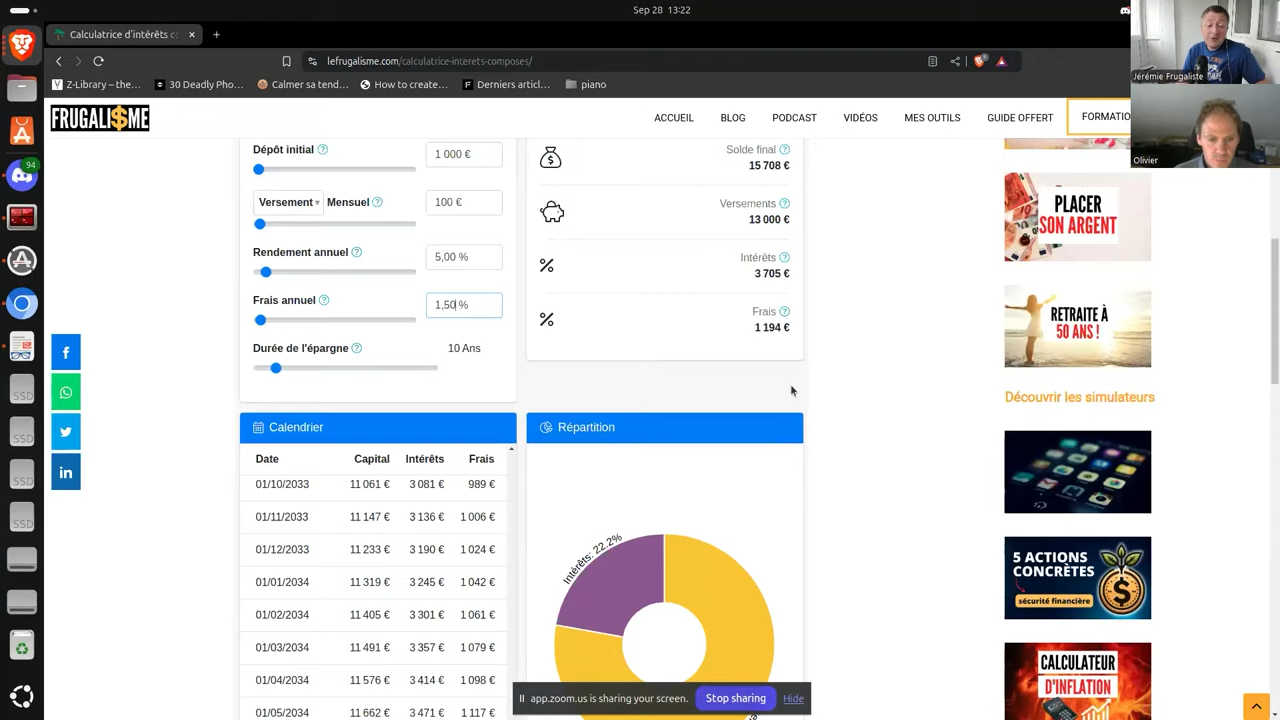 Sep 28 13:22
Calculatrice d'intérêts co
lefrugalisme.com/calculatrice-interets-composes/
Z-Library – the…
30 Deadly Pho…
Calmer sa tend…
How to create…
Derniers articl…
piano
Jérémie Frugaliste
Olivier
94
FRUGALI$ME
ACCUEIL
BLOG
PODCAST
VIDÉOS
MES OUTILS
GUIDE OFFERT
FORMATIO
Dépôt initial
1 000 €
Versement
Mensuel
100 €
Rendement annuel
5,00 %
Frais annuel
1,50 %
Durée de l'épargne
10 Ans
Solde final
15 708 €
Versements
13 000 €
Intérêts
3 705 €
Frais
1 194 €
PLACER
SON ARGENT
RETRAITE À
50 ANS !
Découvrir les simulateurs
5 ACTIONS
CONCRÈTES
sécurité financière
CALCULATEUR
D'INFLATION
SSD
SSD
SSD
SSD
Calendrier
Date Capital Intérêts Frais
01/10/2033 11 061 € 3 081 € 989 €
01/11/2033 11 147 € 3 136 € 1 006 €
01/12/2033 11 233 € 3 190 € 1 024 €
01/01/2034 11 319 € 3 245 € 1 042 €
01/02/2034 11 405 € 3 301 € 1 061 €
01/03/2034 11 491 € 3 357 € 1 079 €
01/04/2034 11 576 € 3 414 € 1 098 €
01/05/2034 11 662 € 3 471 € 1 117 €
Répartition
Intérêts: 22.2%
app.zoom.us is sharing your screen.
Stop sharing
Hide